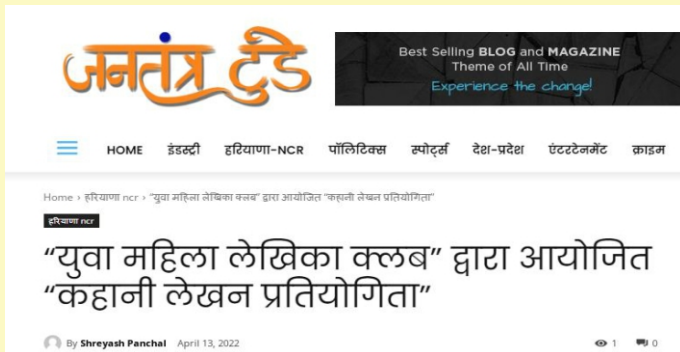 जनतंत्र टुडे
Best Selling BLOG and MAGAZINE
Theme of All Time
Experience the change!
HOME इंडस्ट्री हरियाणा-NCR पॉलिटिक्स स्पोर्ट्स देश-प्रदेश एंटरटेनमेंट क्राइम
Home › हरियाणा ncr › "युवा महिला लेखिका क्लब" द्वारा आयोजित "कहानी लेखन प्रतियोगिता"
हरियाणा ncr
“युवा महिला लेखिका क्लब” द्वारा आयोजित
“कहानी लेखन प्रतियोगिता”
By Shreyash Panchal April 13, 2022 1 0